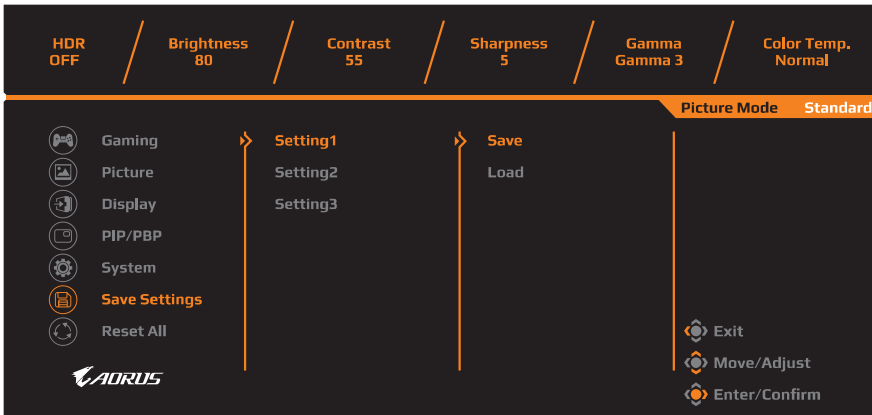 HDR Brightness Contrast Sharpness Gamma Color Temp.
OFF 80 55 5 Gamma 3 Normal
Picture Mode Standard
Gaming Setting1 Save
Picture Setting2 Load
Display Setting3
PIP/PBP
System
Save Settings
Reset All
Exit
AORUS Move/Adjust
Enter/Confirm